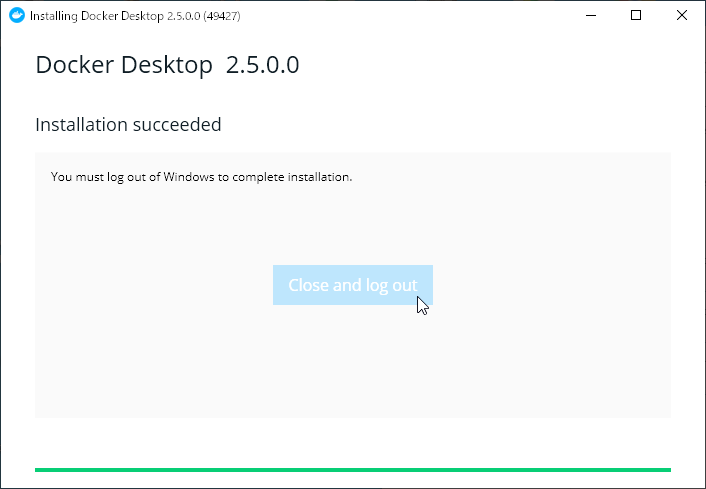 Installing Docker Desktop 2.5.0.0 (49427)
Docker Desktop 2.5.0.0
Installation succeeded
You must log out of Windows to complete installation.
Close and log out